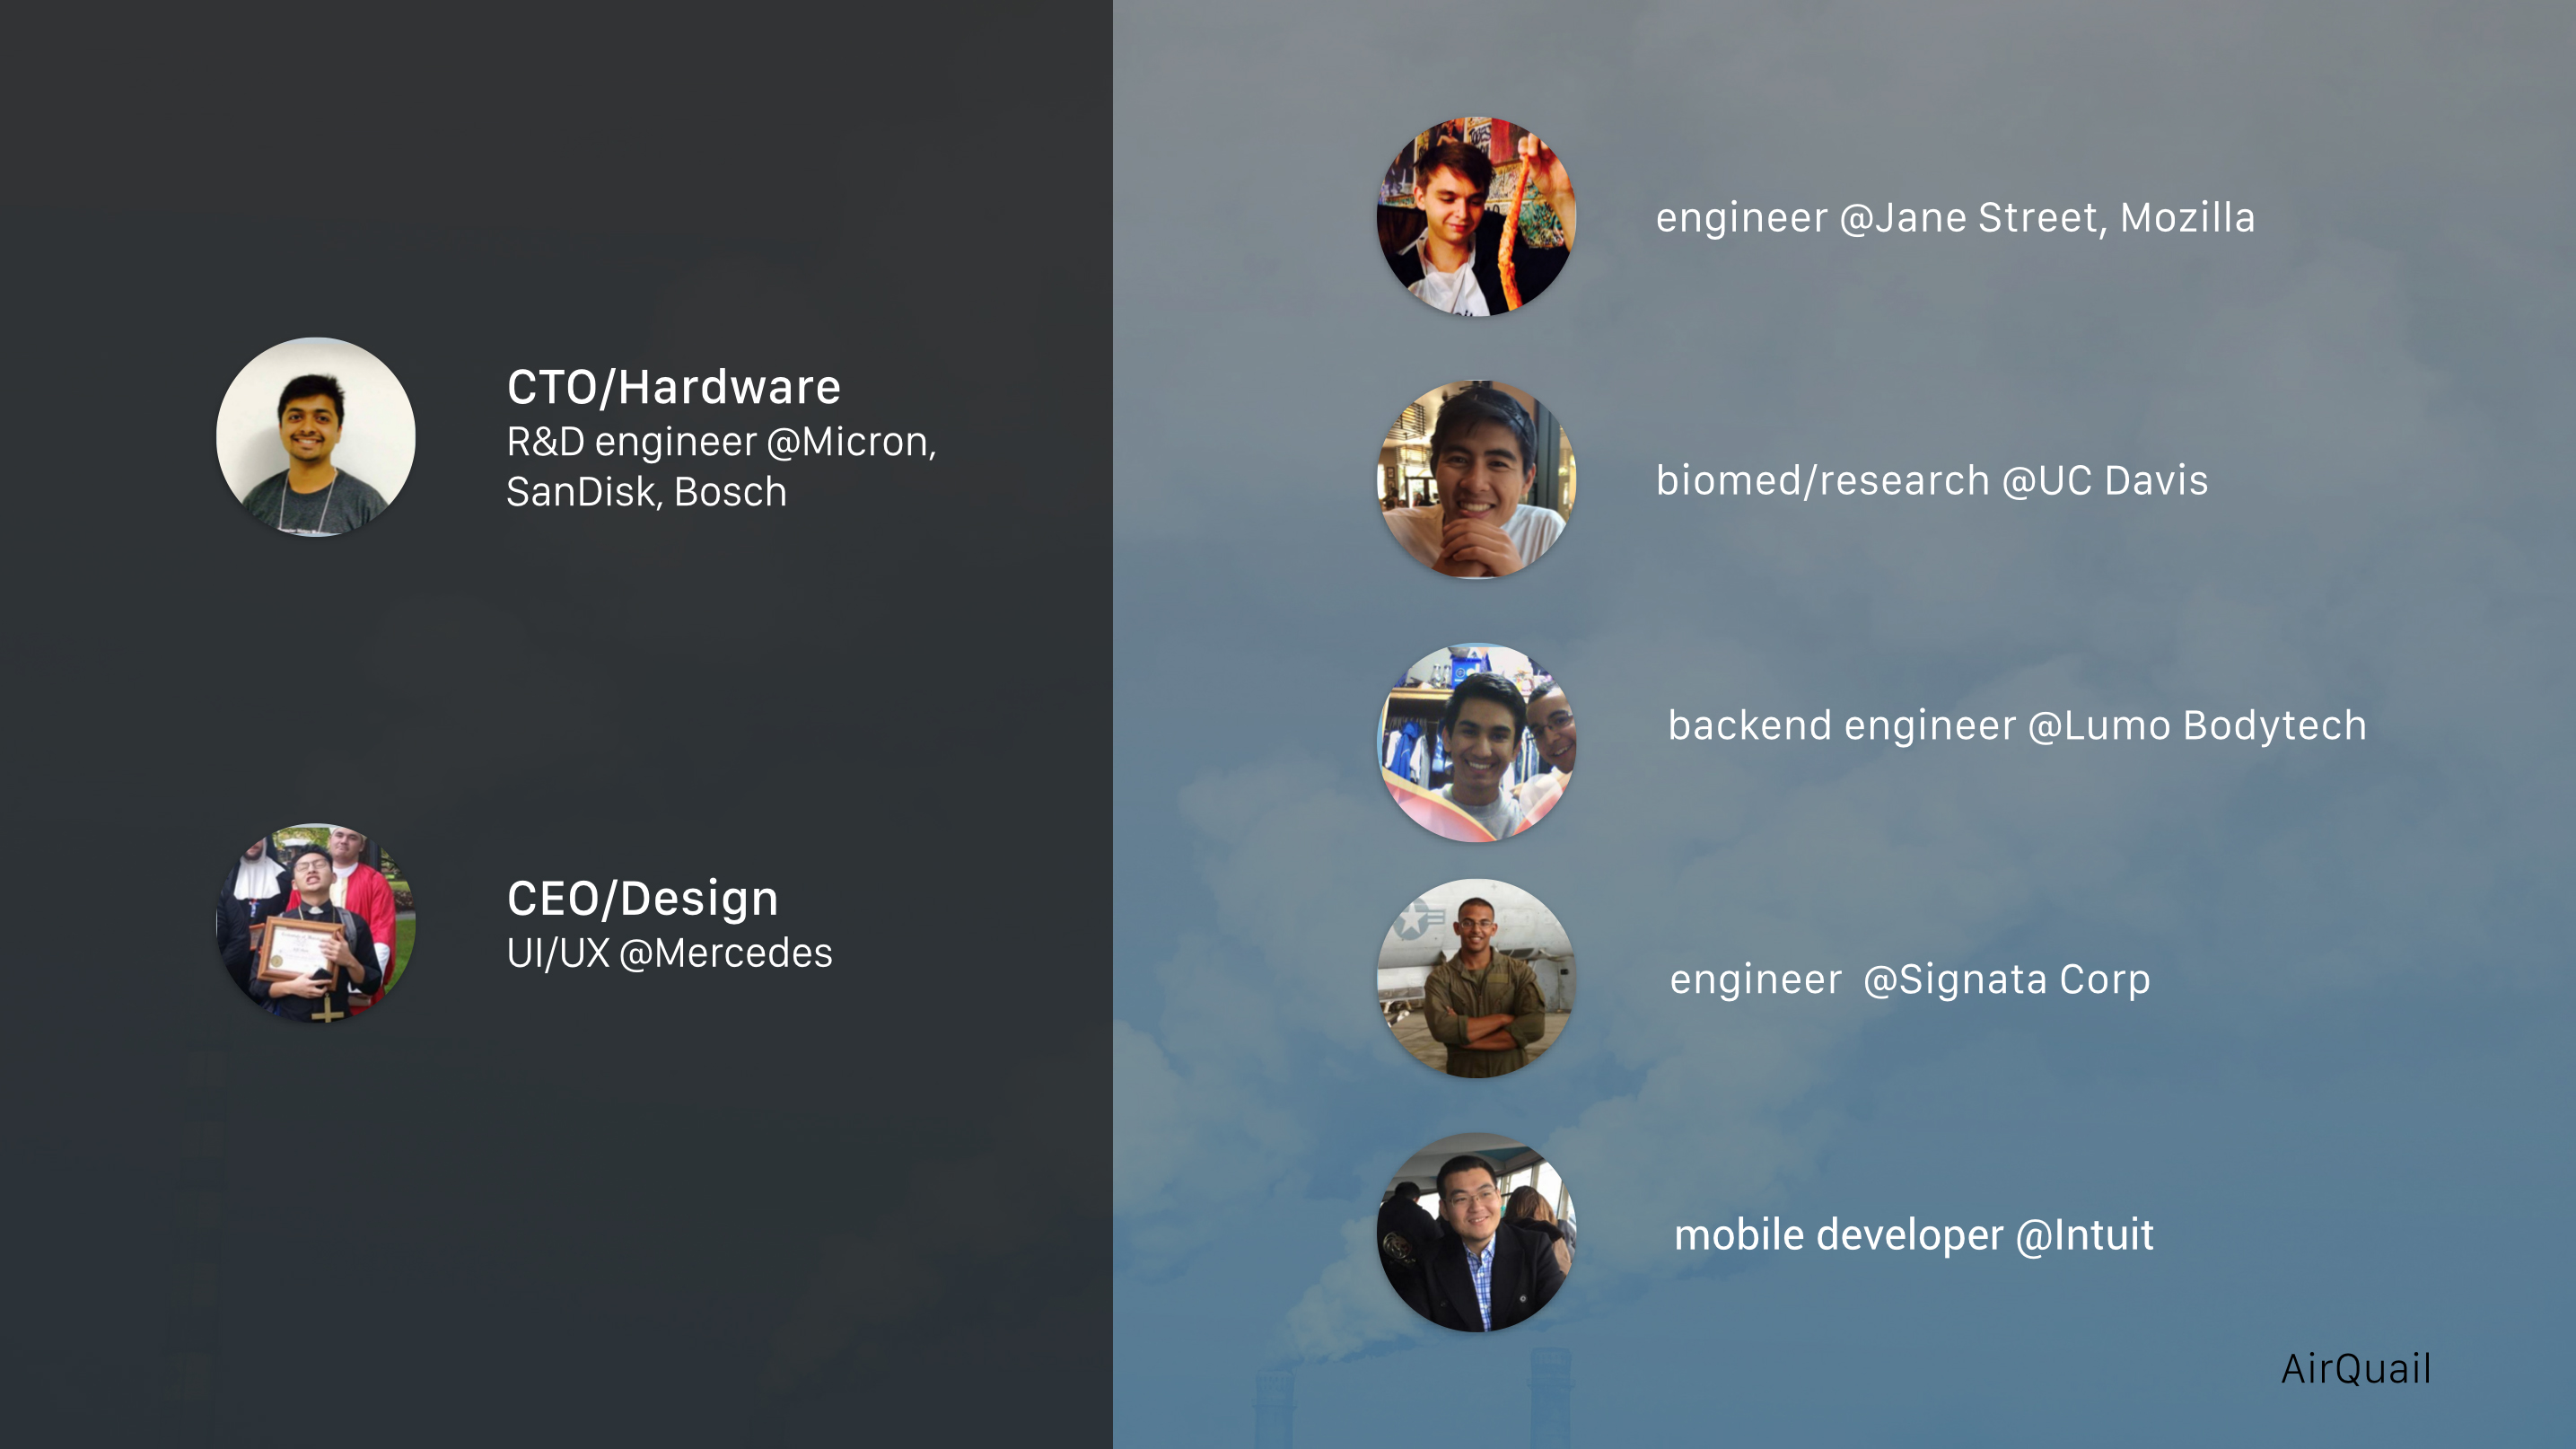 CTO/Hardware
R&D engineer @Micron,
SanDisk, Bosch
CEO/Design
UI/UX @Mercedes
engineer @Jane Street, Mozilla
biomed/research @UC Davis
backend engineer @Lumo Bodytech
engineer  @Signata Corp
mobile developer @Intuit
AirQuail